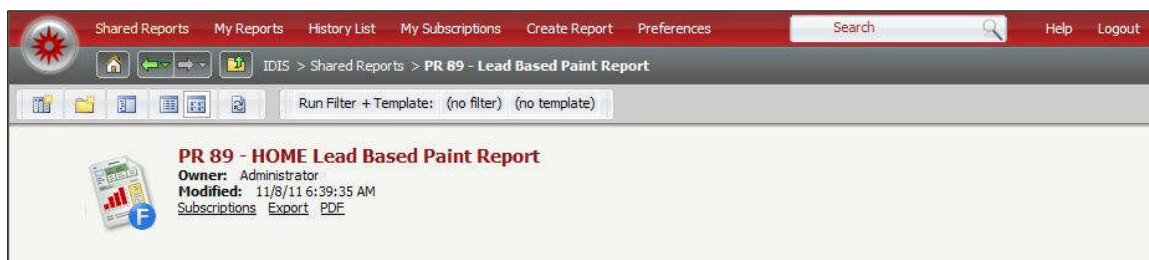 Shared Reports My Reports History List My Subscriptions Create Report Preferences Search Help Logout
IDIS > Shared Reports > PR 89 - Lead Based Paint Report
Run Filter + Template: (no filter) (no template)
PR 89 - HOME Lead Based Paint Report
Owner: Administrator
Modified: 11/8/11 6:39:35 AM
Subscriptions Export PDF
F